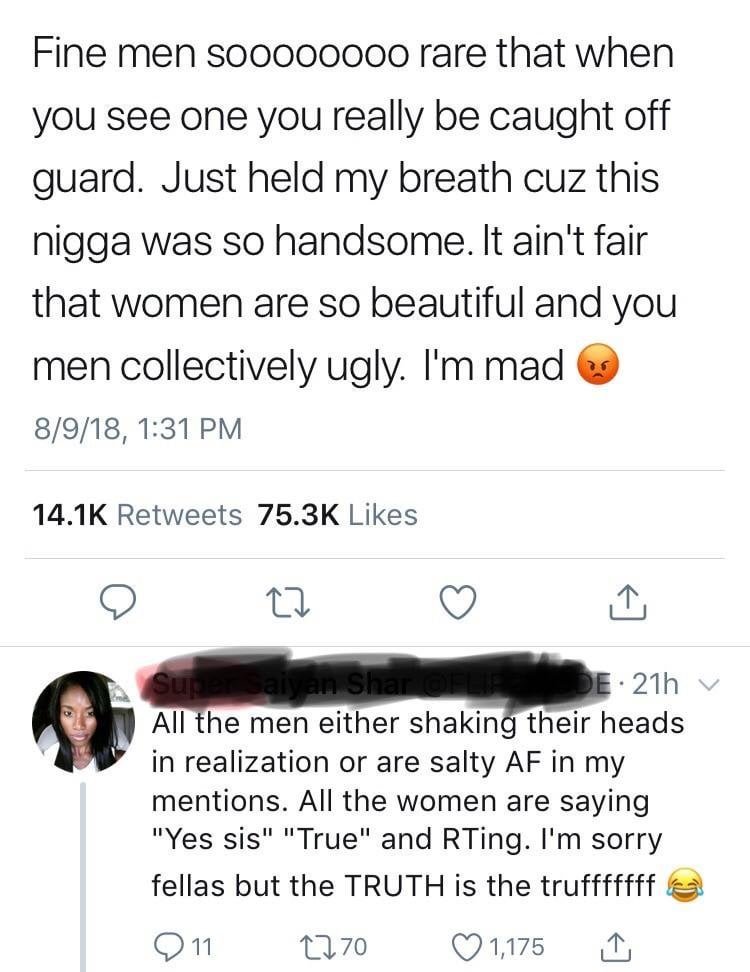 Fine men soooooooo rare that when
you see one you really be caught off
guard. Just held my breath cuz this
nigga was so handsome. It ain't fair
that women are so beautiful and you
men collectively ugly. I'm mad 😡
8/9/18, 1:31 PM
14.1K Retweets 75.3K Likes
Super Saiyan Shar @FLIP DE · 21h
All the men either shaking their heads
in realization or are salty AF in my
mentions. All the women are saying
"Yes sis" "True" and RTing. I'm sorry
fellas but the TRUTH is the trufffffff 😂
11 70 1,175